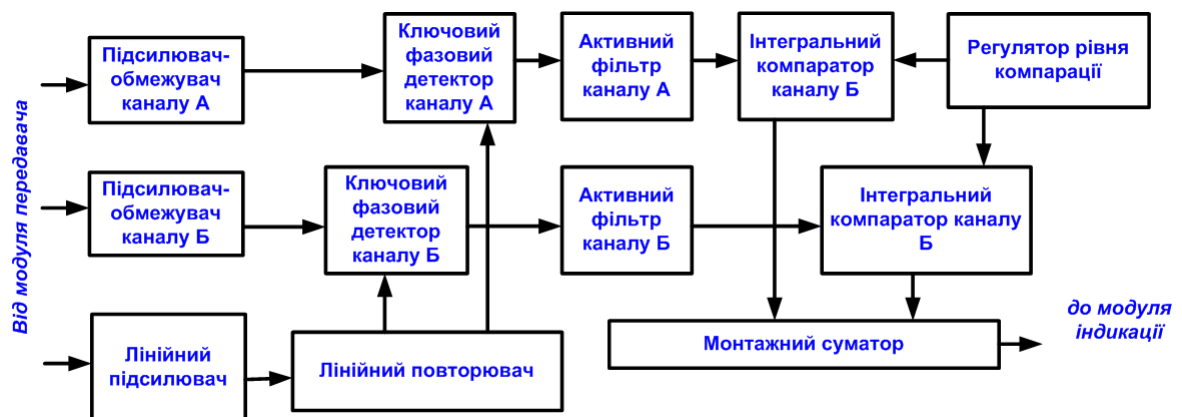 Від модуля передавача
Підсилювач-
обмежувач
каналу А
Ключовий
фазовий
детектор
каналу А
Активний
фільтр
каналу А
Інтегральний
компаратор
каналу Б
Регулятор рівня
компарації
Підсилювач-
обмежувач
каналу Б
Ключовий
фазовий
детектор
каналу Б
Активний
фільтр
каналу Б
Інтегральний
компаратор каналу
Б
Лінійний
підсилювач
Лінійний повторювач
Монтажний суматор
до модуля
індикації